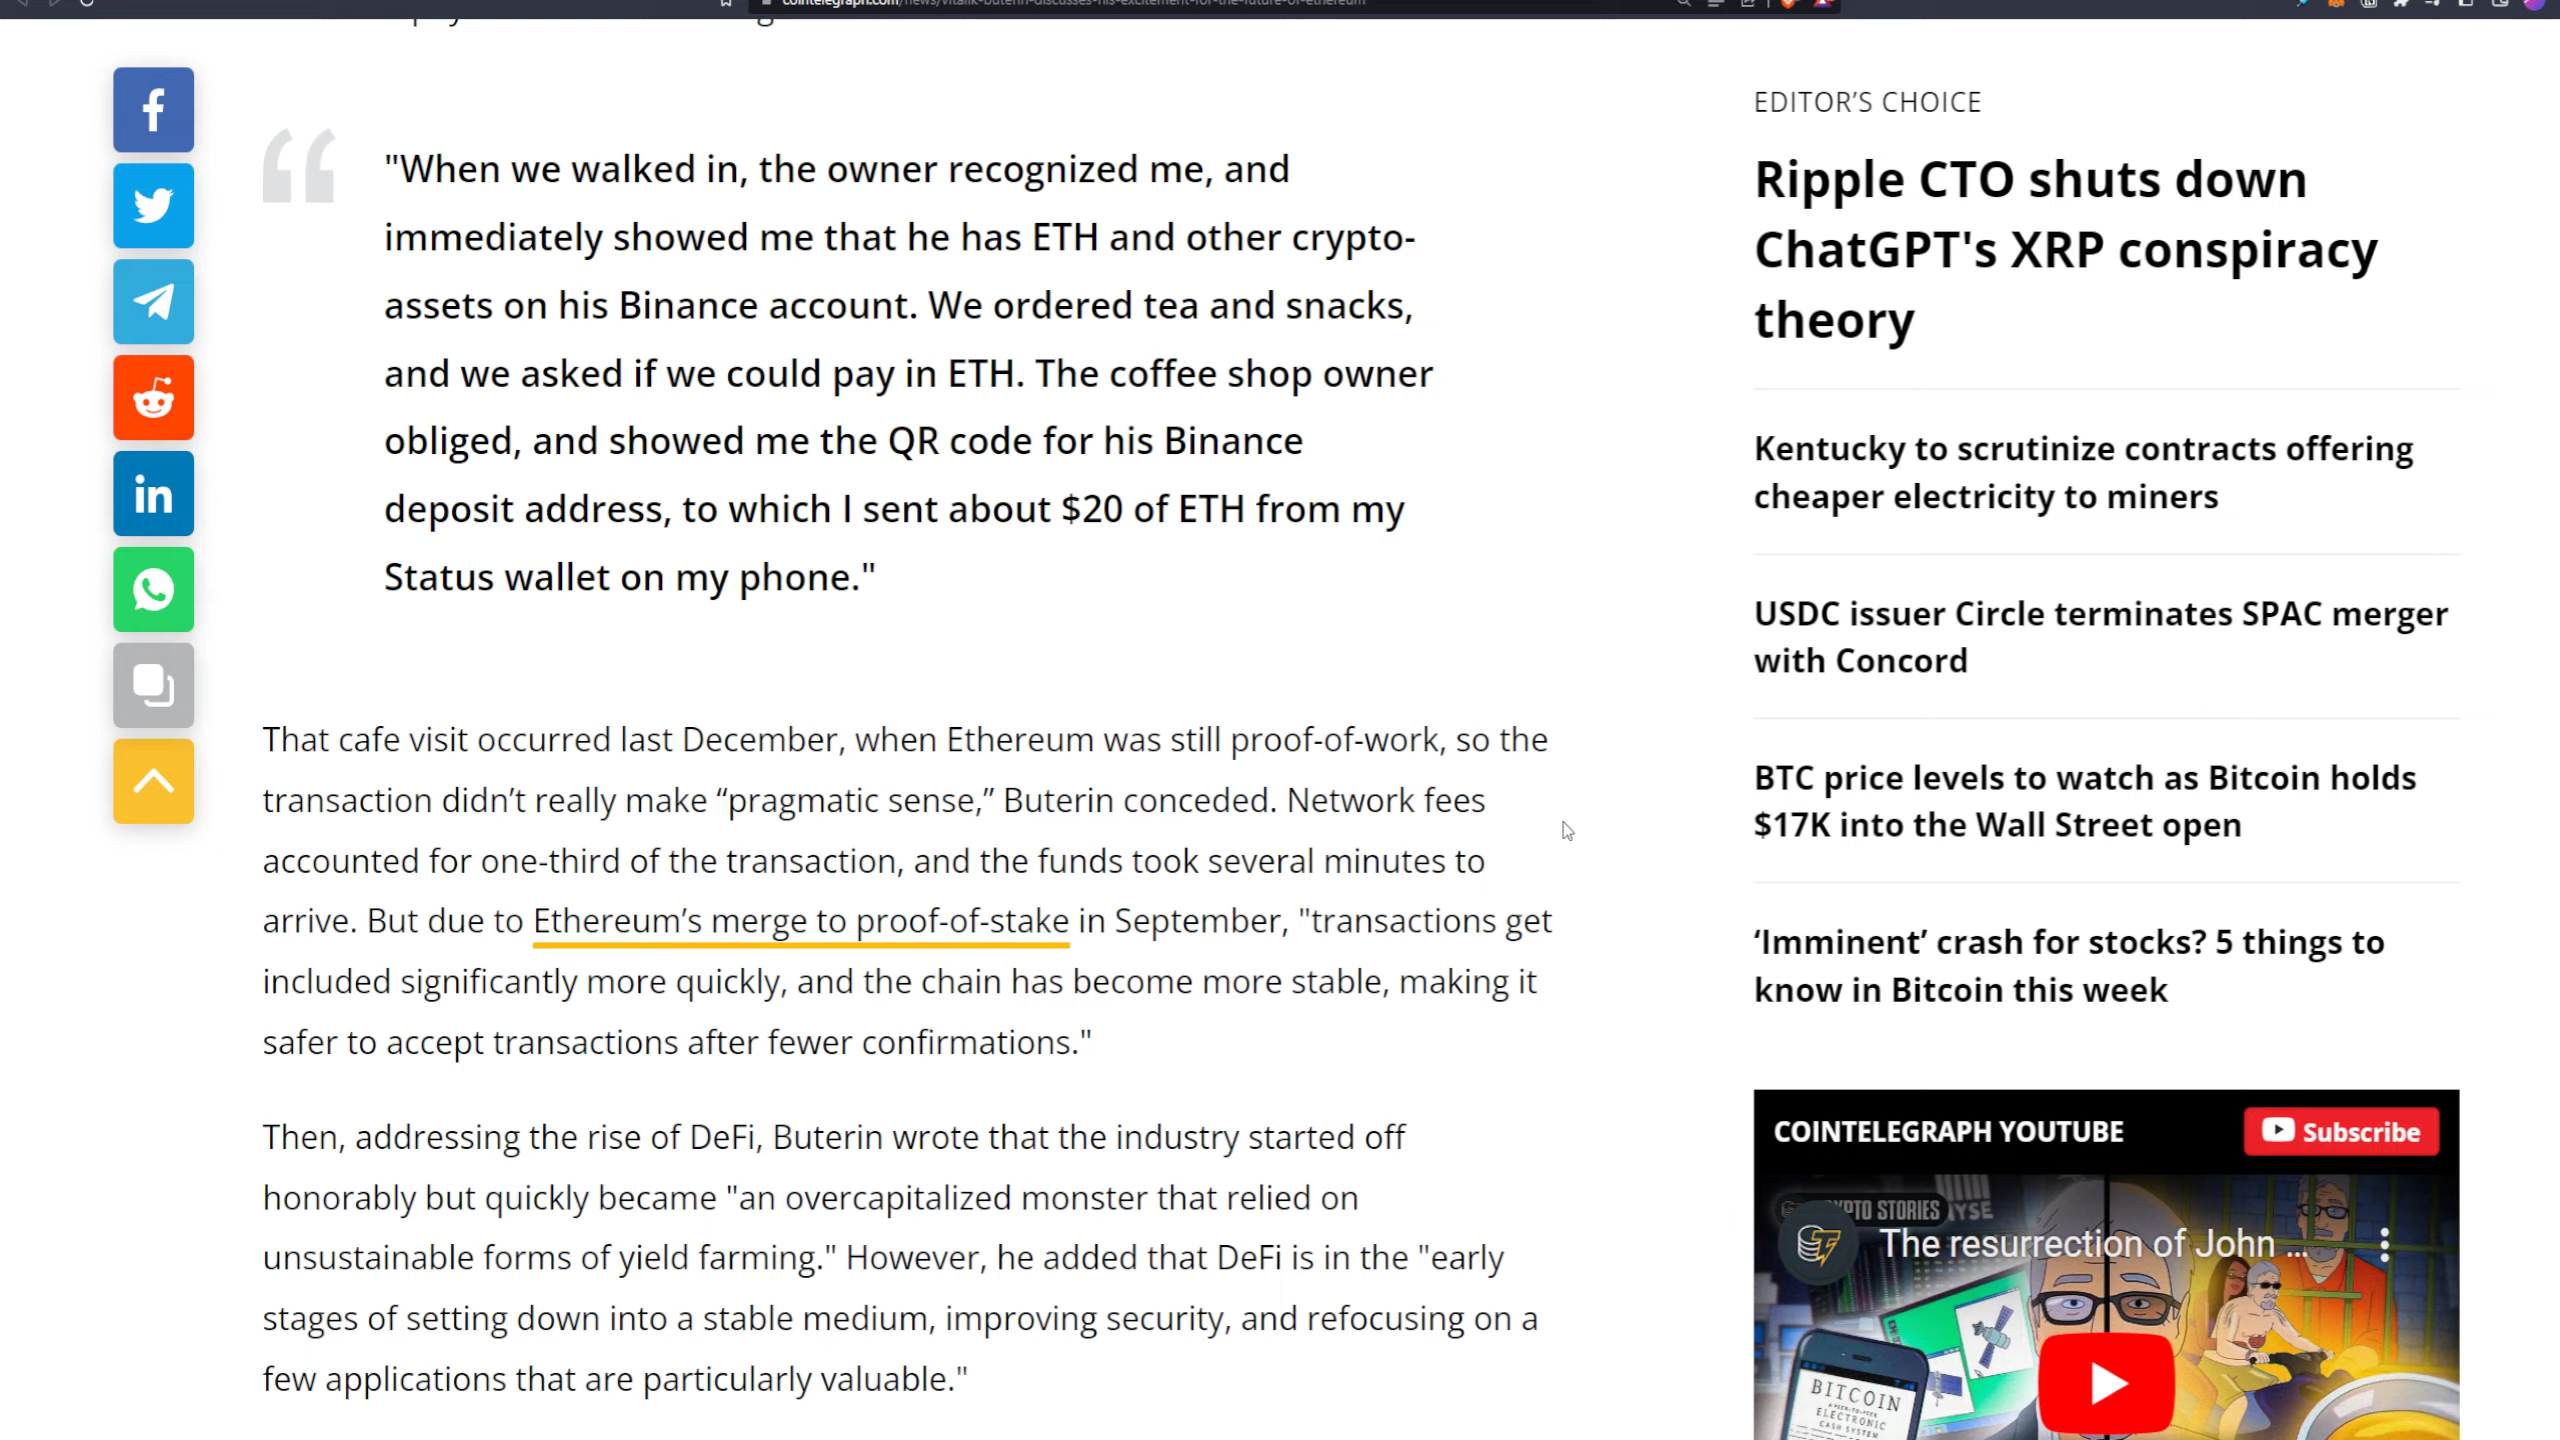 cointelegraph.com/news/vitalik-buterin-discusses-his-excitement-for-the-future-of-ethereum
"When we walked in, the owner recognized me, and
immediately showed me that he has ETH and other crypto-
assets on his Binance account. We ordered tea and snacks,
and we asked if we could pay in ETH. The coffee shop owner
obliged, and showed me the QR code for his Binance
deposit address, to which I sent about $20 of ETH from my
Status wallet on my phone."
That cafe visit occurred last December, when Ethereum was still proof-of-work, so the
transaction didn’t really make “pragmatic sense,” Buterin conceded. Network fees
accounted for one-third of the transaction, and the funds took several minutes to
arrive. But due to Ethereum’s merge to proof-of-stake in September, "transactions get
included significantly more quickly, and the chain has become more stable, making it
safer to accept transactions after fewer confirmations."
Then, addressing the rise of DeFi, Buterin wrote that the industry started off
honorably but quickly became "an overcapitalized monster that relied on
unsustainable forms of yield farming." However, he added that DeFi is in the "early
stages of setting down into a stable medium, improving security, and refocusing on a
few applications that are particularly valuable."
EDITOR’S CHOICE
Ripple CTO shuts down
ChatGPT's XRP conspiracy
theory
Kentucky to scrutinize contracts offering
cheaper electricity to miners
USDC issuer Circle terminates SPAC merger
with Concord
BTC price levels to watch as Bitcoin holds
$17K into the Wall Street open
‘Imminent’ crash for stocks? 5 things to
know in Bitcoin this week
COINTELEGRAPH YOUTUBE
Subscribe
STORIES
The resurrection of John ...
BITCOIN
A PEER-TO-PEER
ELECTRONIC
CASH SYSTEM